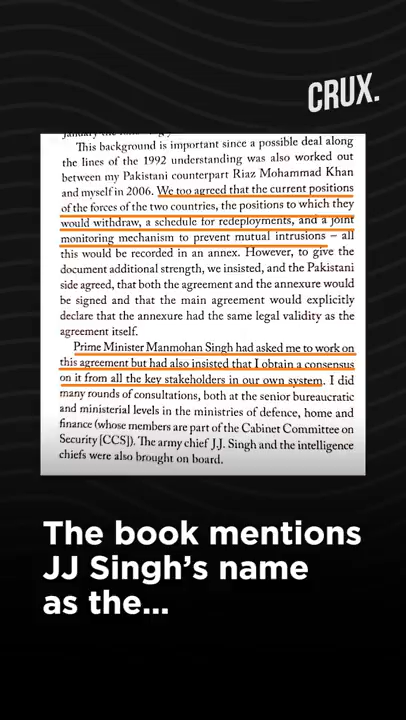 CRUX.
This background is important since a possible deal along
the lines of the 1992 understanding was also worked out
between my Pakistani counterpart Riaz Mohammad Khan
and myself in 2006. We too agreed that the current positions
of the forces of the two countries, the positions to which they
would withdraw, a schedule for redeployments, and a joint
monitoring mechanism to prevent mutual intrusions – all
this would be recorded in an annex. However, to give the
document additional strength, we insisted, and the Pakistani
side agreed, that both the agreement and the annexure would
be signed and that the main agreement would explicitly
declare that the annexure had the same legal validity as the
agreement itself.
Prime Minister Manmohan Singh had asked me to work on
this agreement but had also insisted that I obtain a consensus
on it from all the key stakeholders in our own system. I did
many rounds of consultations, both at the senior bureaucratic
and ministerial levels in the ministries of defence, home and
finance (whose members are part of the Cabinet Committee on
Security [CCS]). The army chief J.J. Singh and the intelligence
chiefs were also brought on board.
The book mentions
JJ Singh's name
as the...